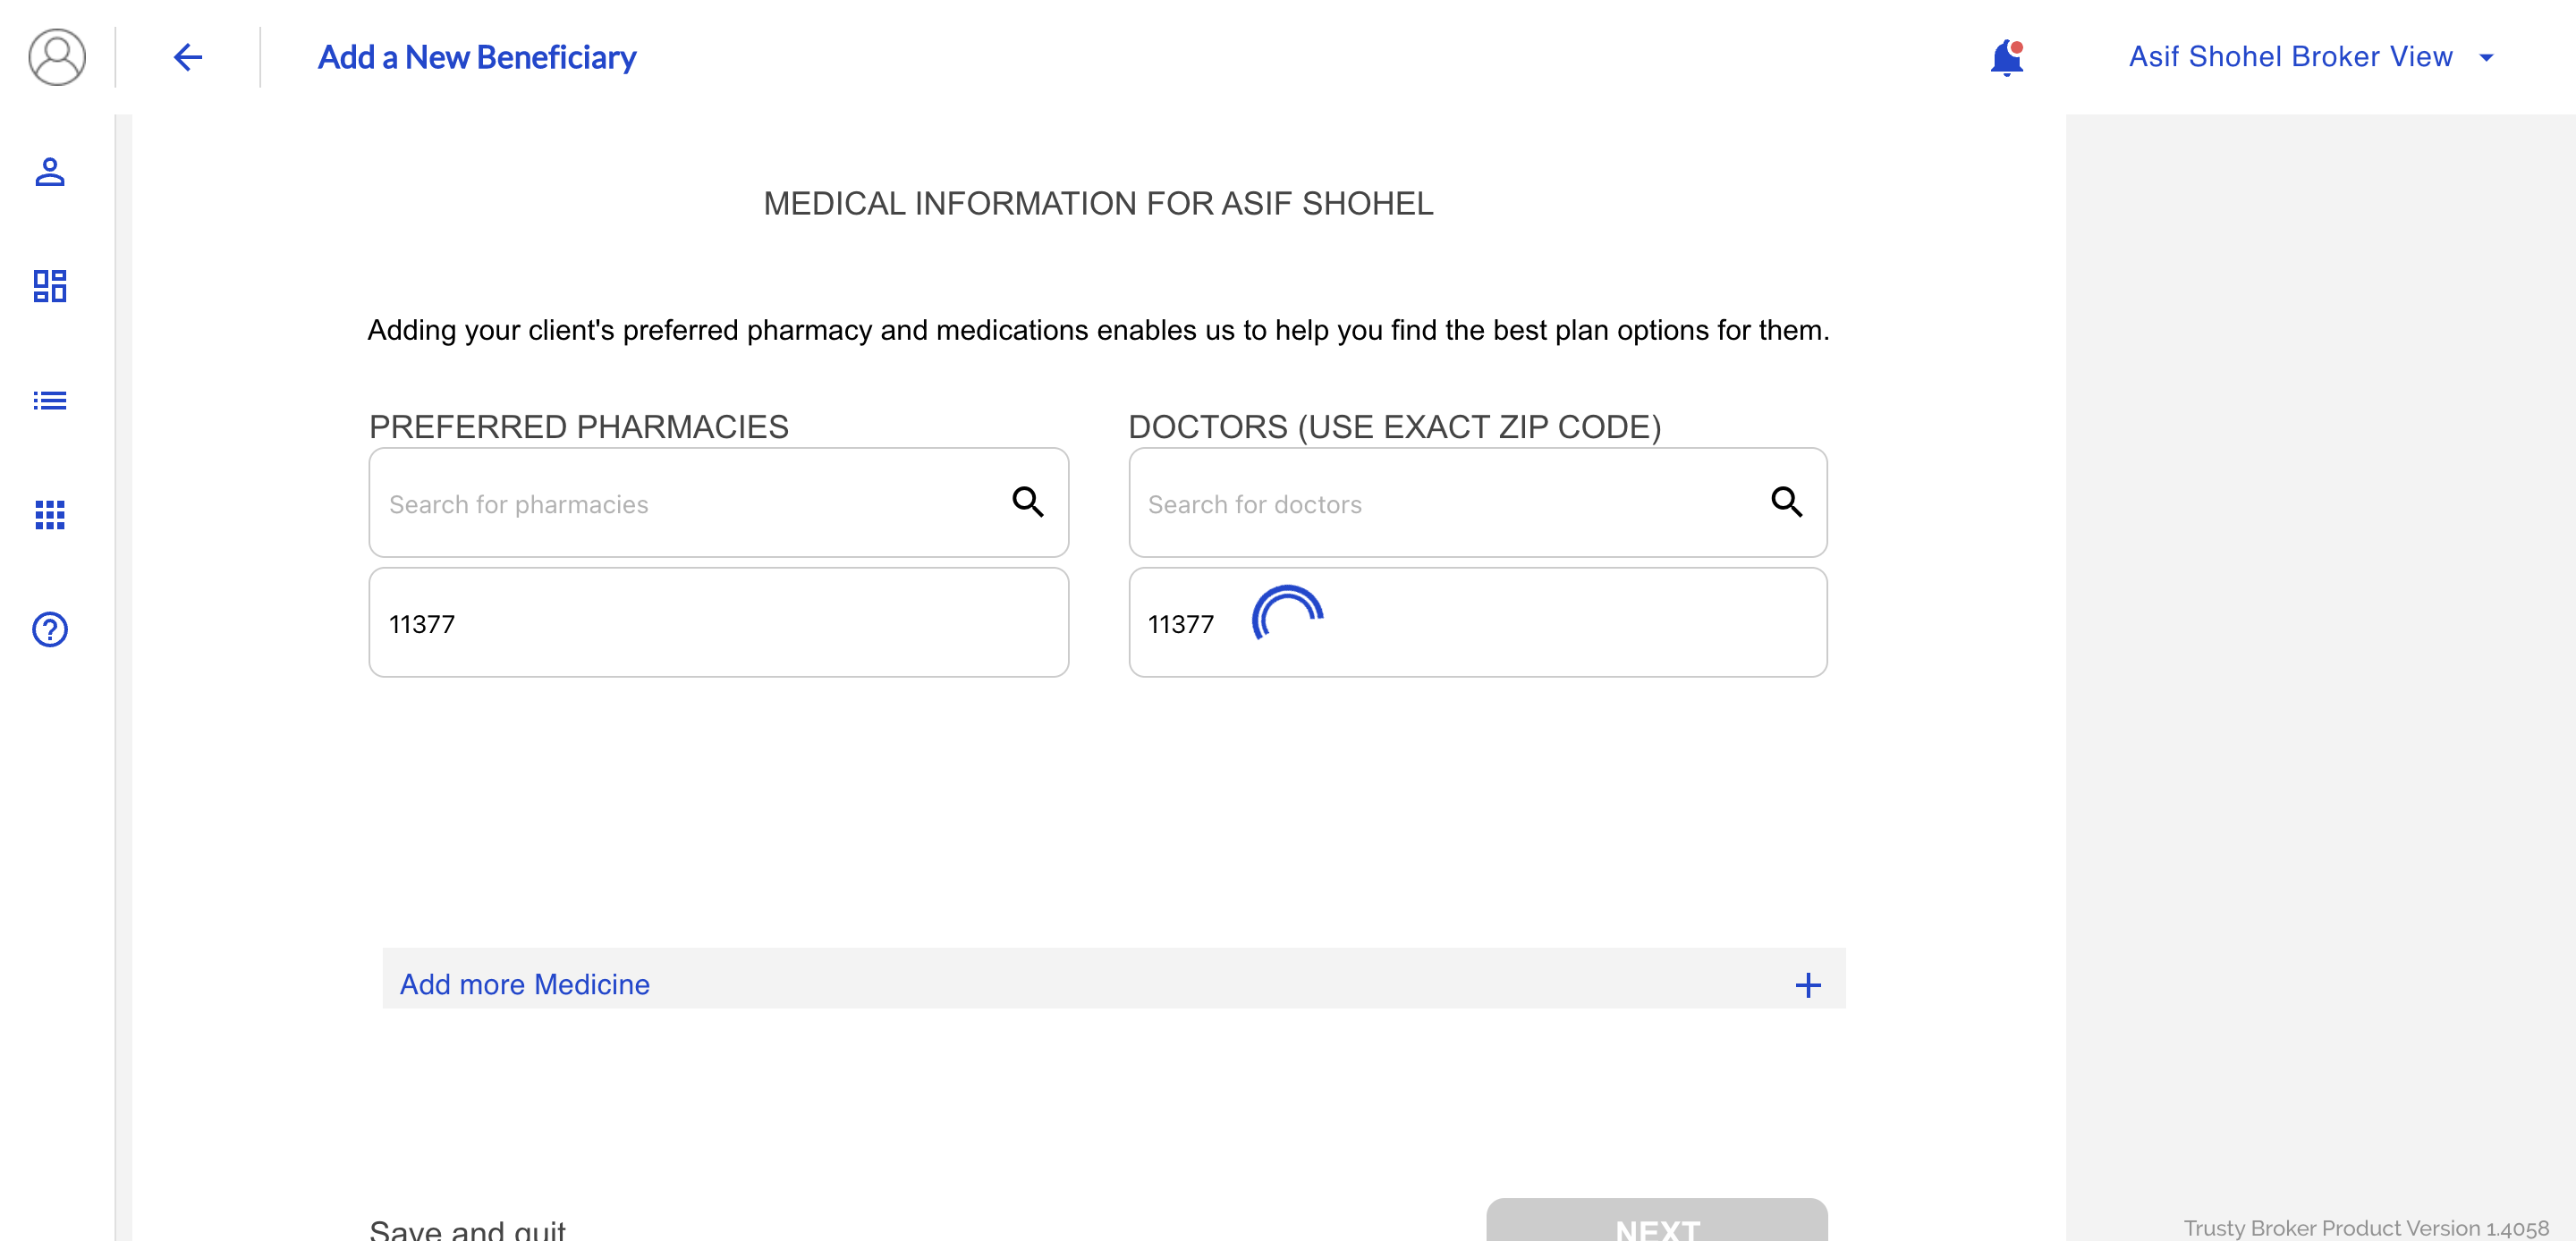 Add a New Beneficiary
Asif Shohel Broker View
MEDICAL INFORMATION FOR ASIF SHOHEL
Adding your client's preferred pharmacy and medications enables us to help you find the best plan options for them.
PREFERRED PHARMACIES
DOCTORS (USE EXACT ZIP CODE)
Search for pharmacies
Search for doctors
11377
11377
Add more Medicine
Save and quit
NEXT
Trusty Broker Product Version 1.4058